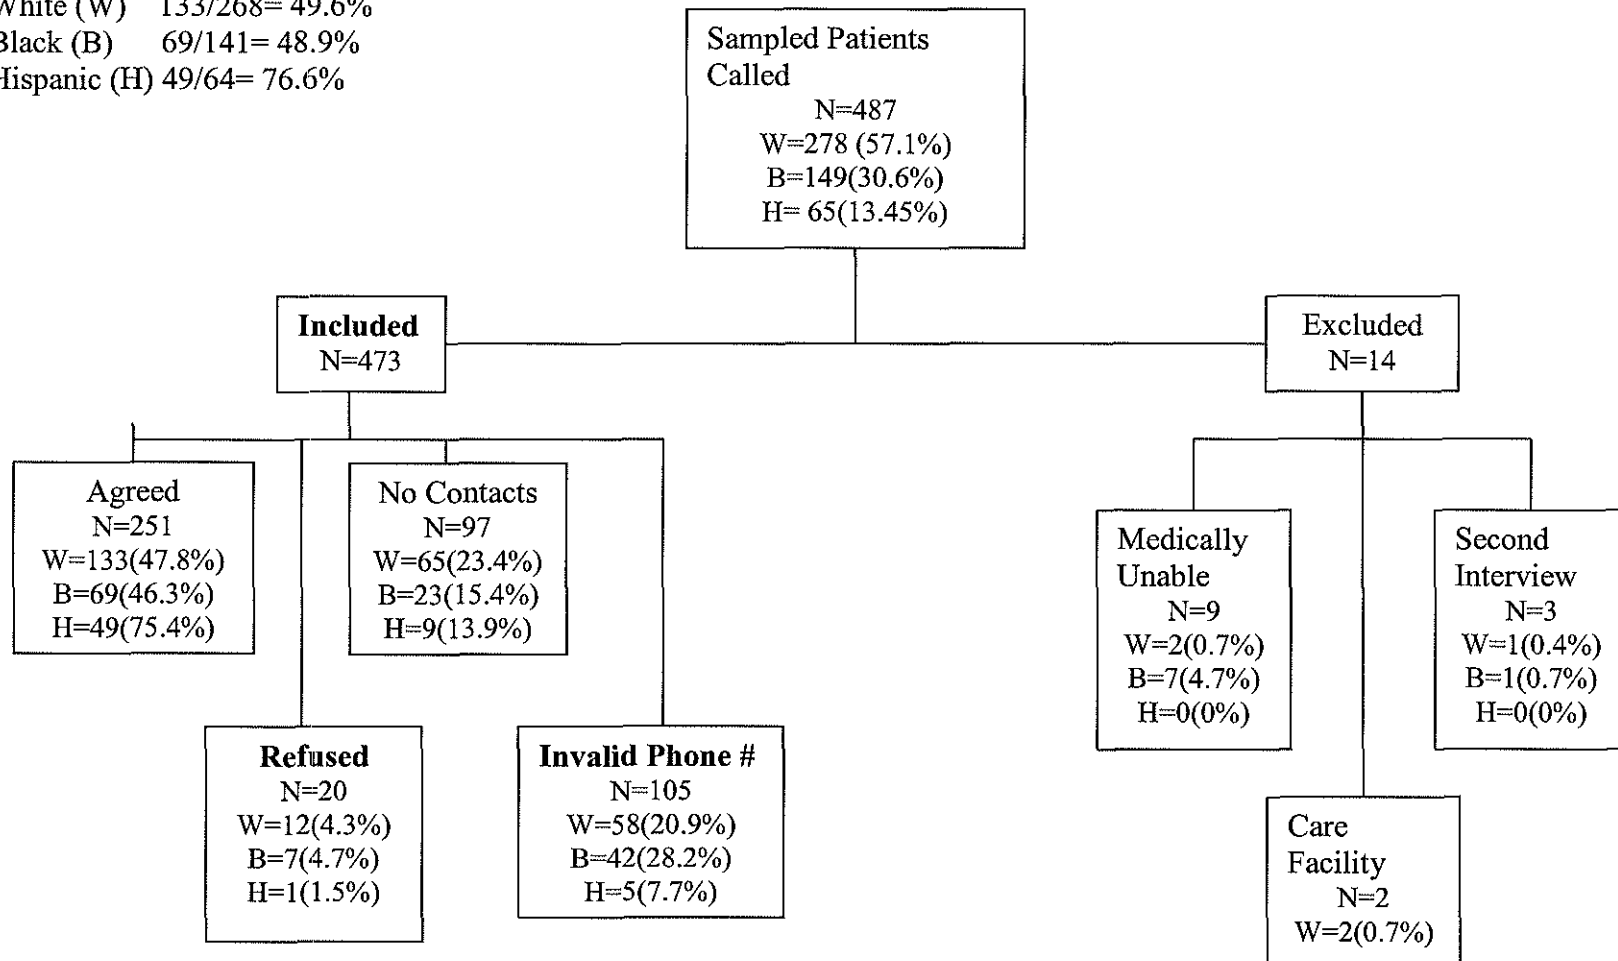 White (W) 133/268= 49.6%
Black (B) 69/141= 48.9%
Hispanic (H) 49/64= 76.6%
Sampled Patients
Called
N=487
W=278 (57.1%)
B=149(30.6%)
H= 65(13.45%)
Included
N=473
Excluded
N=14
Agreed
N=251
W=133(47.8%)
B=69(46.3%)
H=49(75.4%)
No Contacts
N=97
W=65(23.4%)
B=23(15.4%)
H=9(13.9%)
Medically
Unable
N=9
W=2(0.7%)
B=7(4.7%)
H=0(0%)
Second
Interview
N=3
W=1(0.4%)
B=1(0.7%)
H=0(0%)
Refused
N=20
W=12(4.3%)
B=7(4.7%)
H=1(1.5%)
Invalid Phone #
N=105
W=58(20.9%)
B=42(28.2%)
H=5(7.7%)
Care
Facility
N=2
W=2(0.7%)